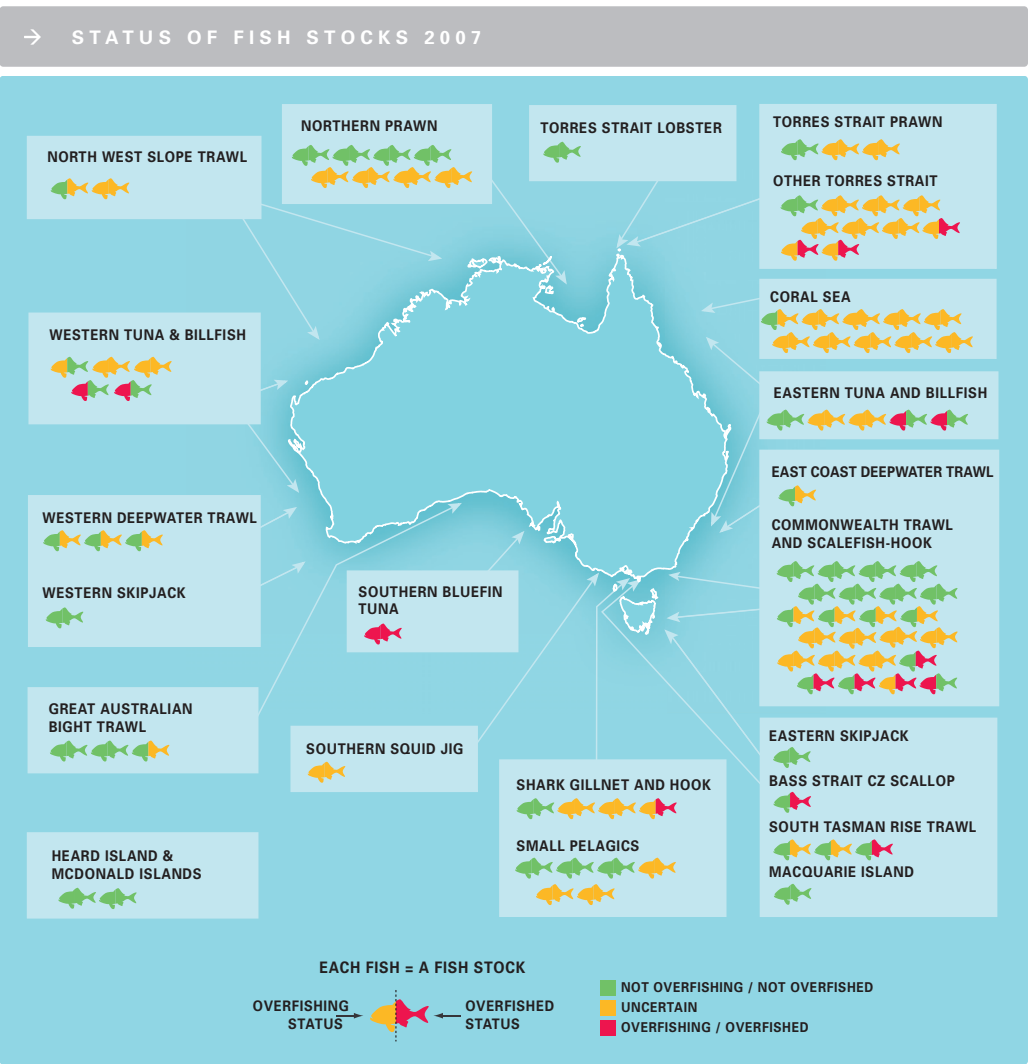 → STATUS OF FISH STOCKS 2007
NORTH WEST SLOPE TRAWL
NORTHERN PRAWN
TORRES STRAIT LOBSTER
TORRES STRAIT PRAWN
OTHER TORRES STRAIT
CORAL SEA
WESTERN TUNA & BILLFISH
EASTERN TUNA AND BILLFISH
EAST COAST DEEPWATER TRAWL
COMMONWEALTH TRAWL
AND SCALEFISH-HOOK
WESTERN DEEPWATER TRAWL
WESTERN SKIPJACK
SOUTHERN BLUEFIN
TUNA
GREAT AUSTRALIAN
BIGHT TRAWL
SOUTHERN SQUID JIG
EASTERN SKIPJACK
BASS STRAIT CZ SCALLOP
SOUTH TASMAN RISE TRAWL
MACQUARIE ISLAND
SHARK GILLNET AND HOOK
SMALL PELAGICS
HEARD ISLAND &
MCDONALD ISLANDS
EACH FISH = A FISH STOCK
OVERFISHING
STATUS
OVERFISHED
STATUS
NOT OVERFISHING / NOT OVERFISHED
UNCERTAIN
OVERFISHING / OVERFISHED